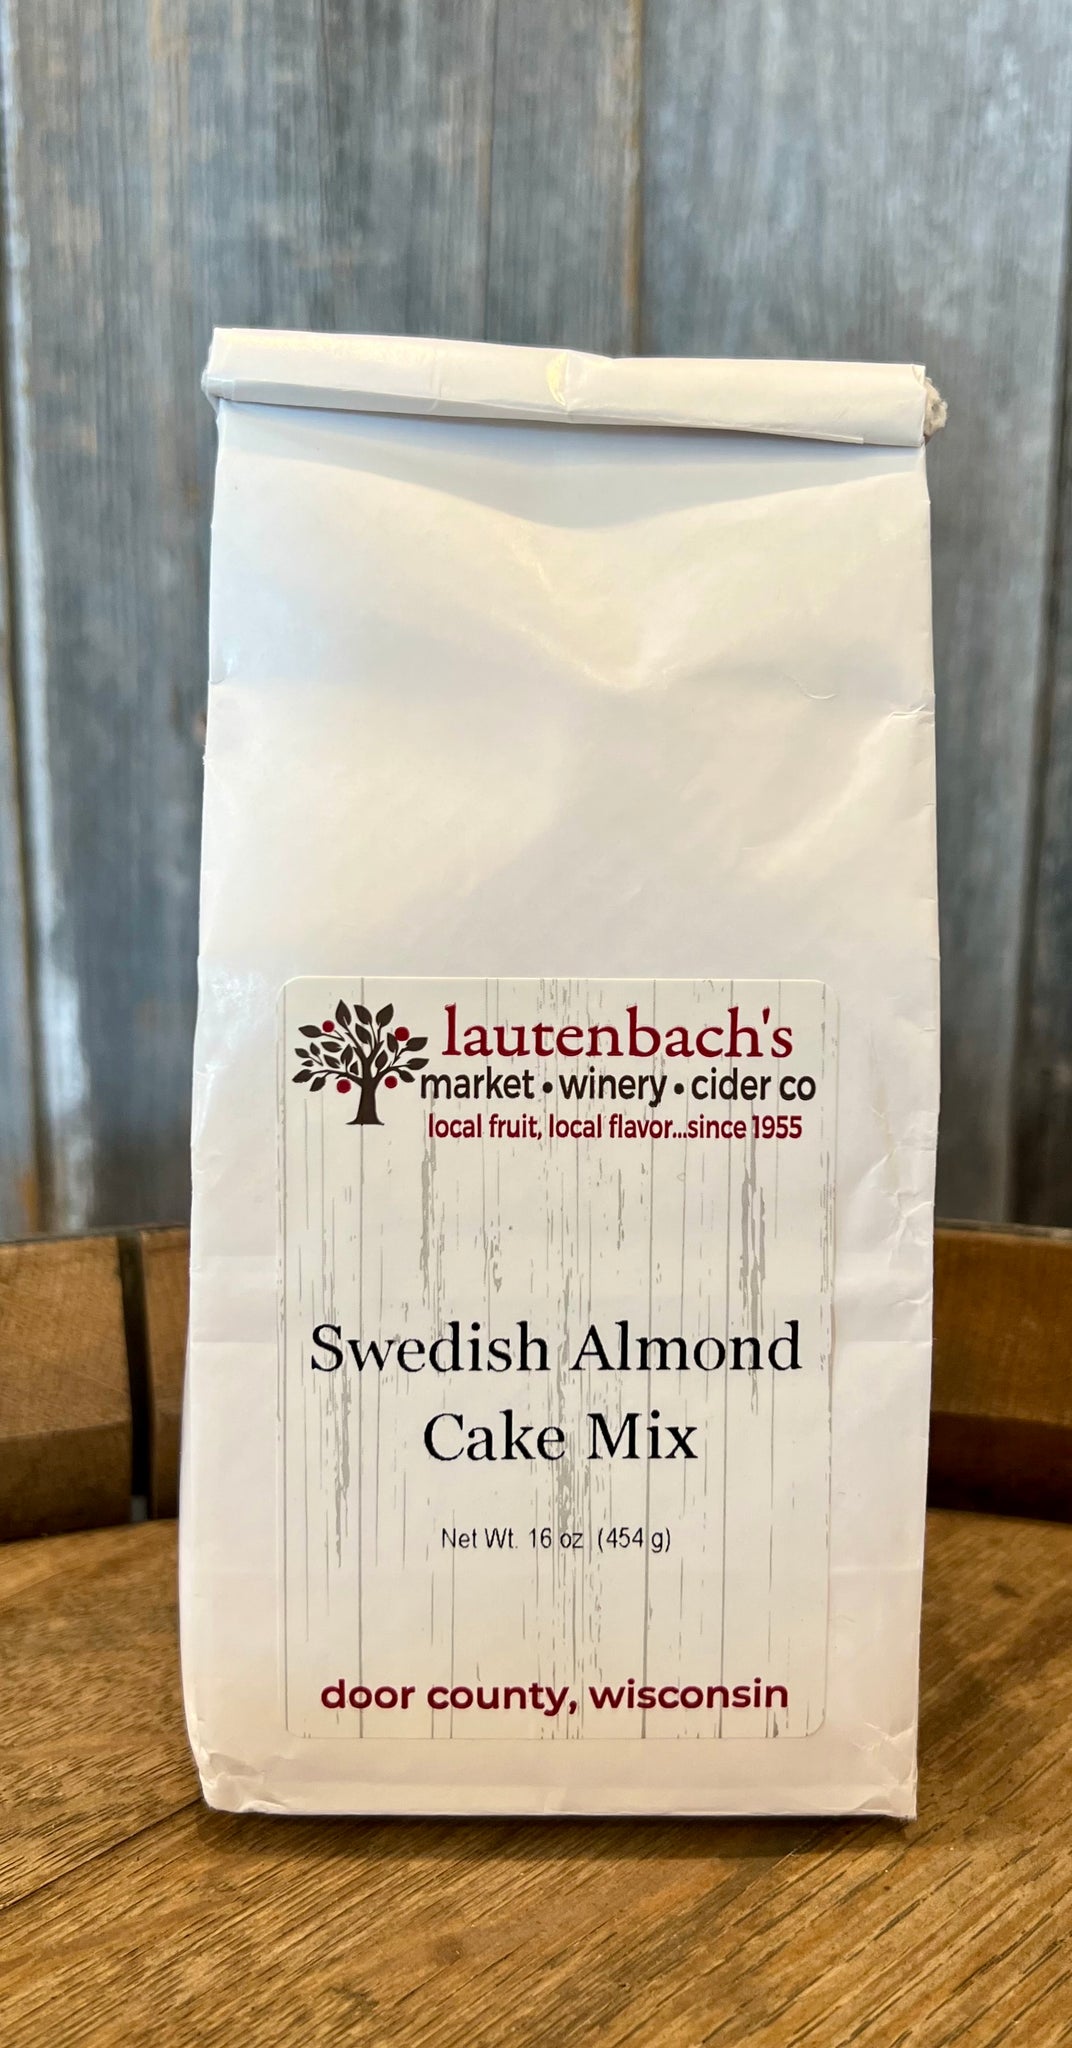 lautenbach's
market • winery • cider co
local fruit, local flavor...since 1955
Swedish Almond
Cake Mix
Net Wt. 16 oz (454 g)
door county, wisconsin